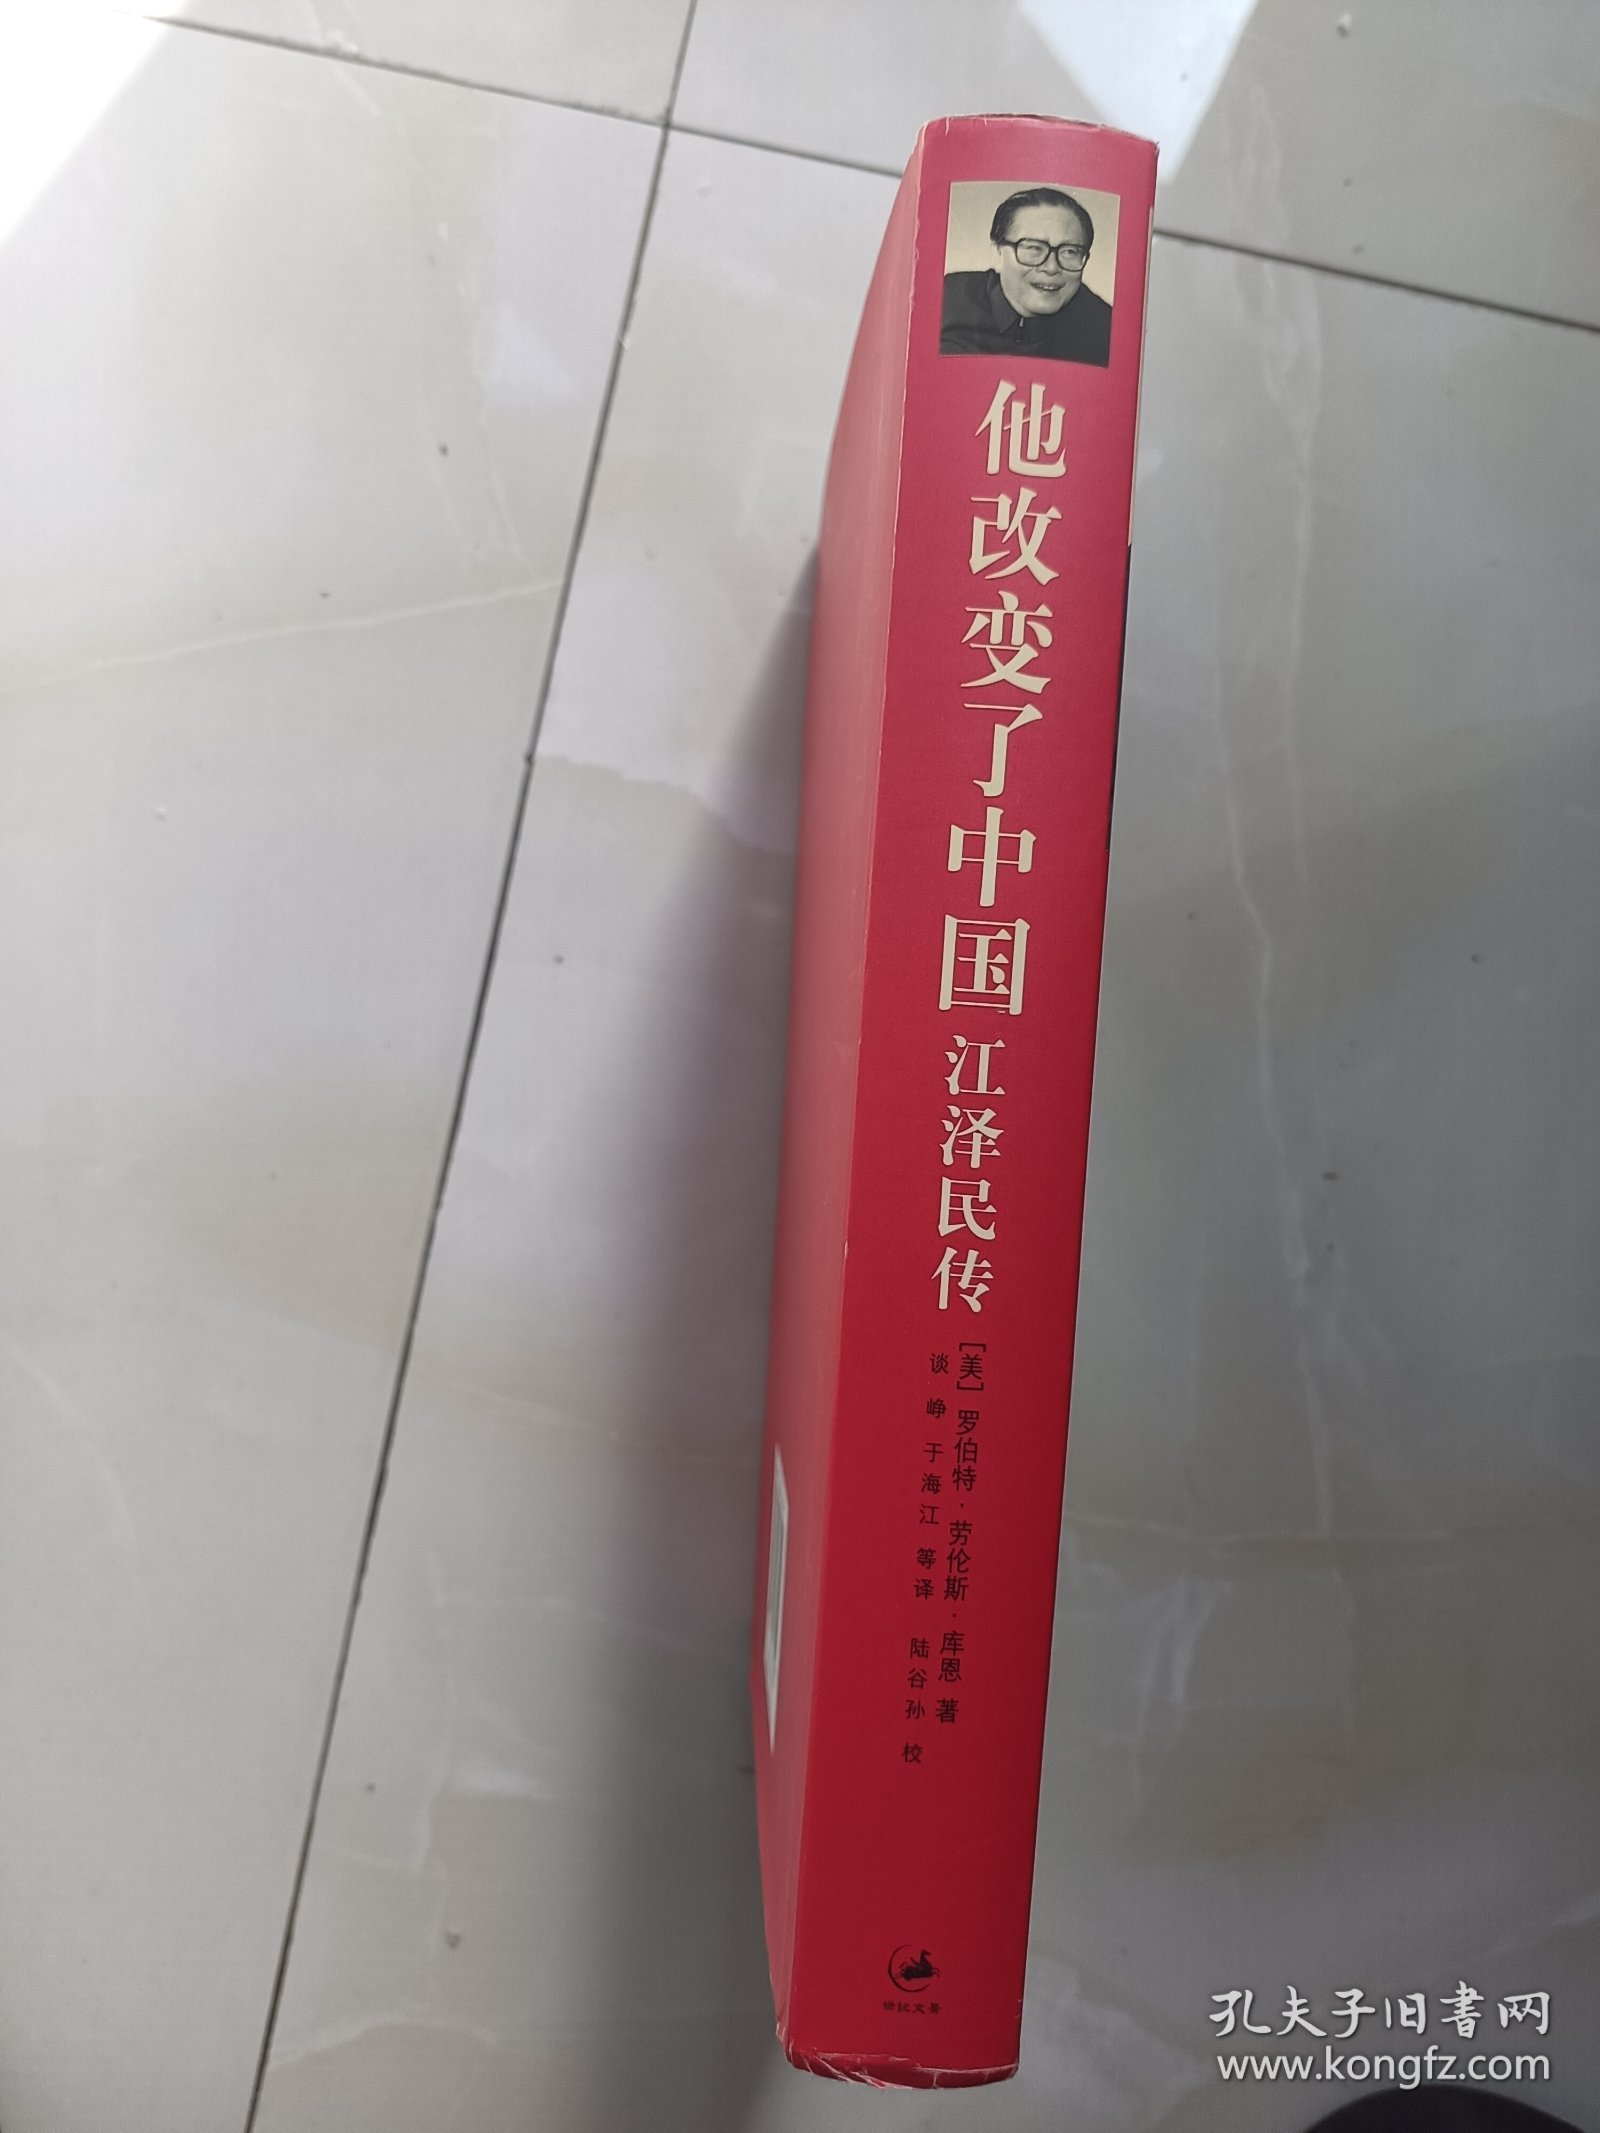 他改变了中国
江泽民传
[美] 罗伯特·劳伦斯·库恩 著
谈 峥 于海江 等译 陆谷孙 校
世纪文景
孔夫子旧書网
www.kongfz.com